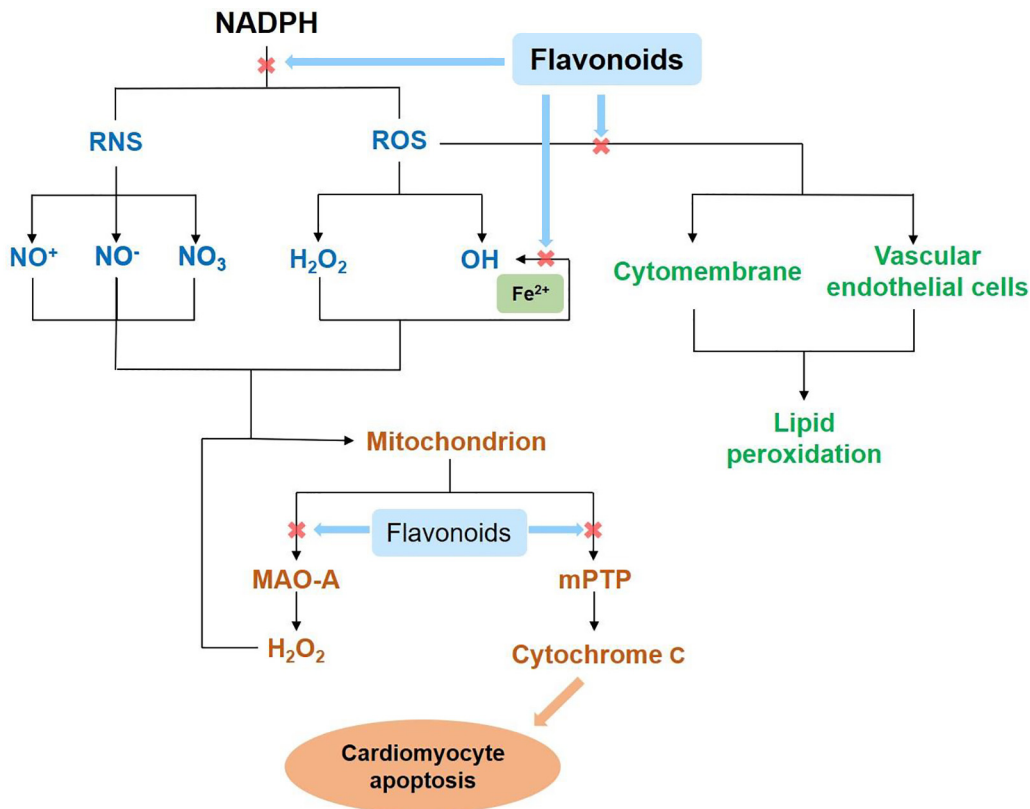 NADPH
Flavonoids
RNS
ROS
NO⁺
NO⁻
NO₃
H₂O₂
OH
Fe²⁺
Cytomembrane
Vascular
endothelial cells
Lipid
peroxidation
Mitochondrion
Flavonoids
MAO-A
mPTP
H₂O₂
Cytochrome c
Cardiomyocyte
apoptosis